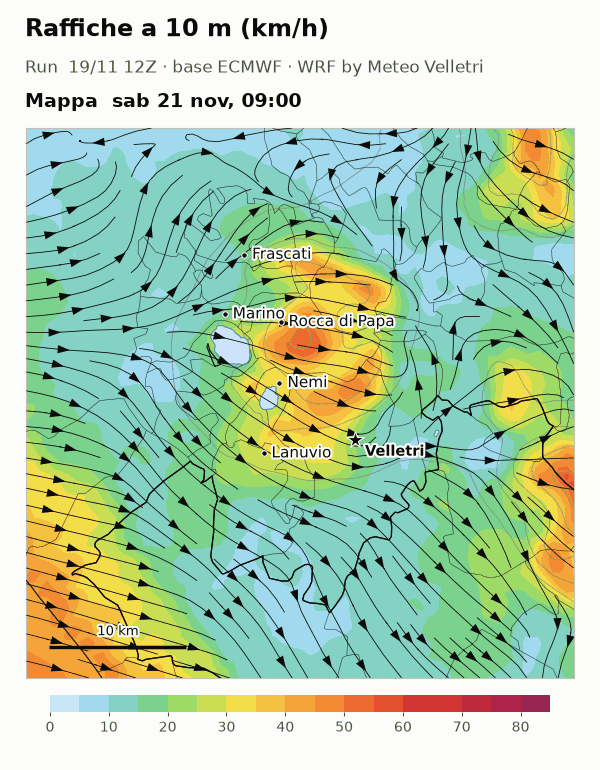 Raffiche a 10 m (km/h)
Run  19/11 12Z · base ECMWF · WRF by Meteo Velletri
Mappa  sab 21 nov, 09:00
Frascati
Marino
Rocca di Papa
Nemi
Velletri
Lanuvio
10 km
0 10 20 30 40 50 60 70 80